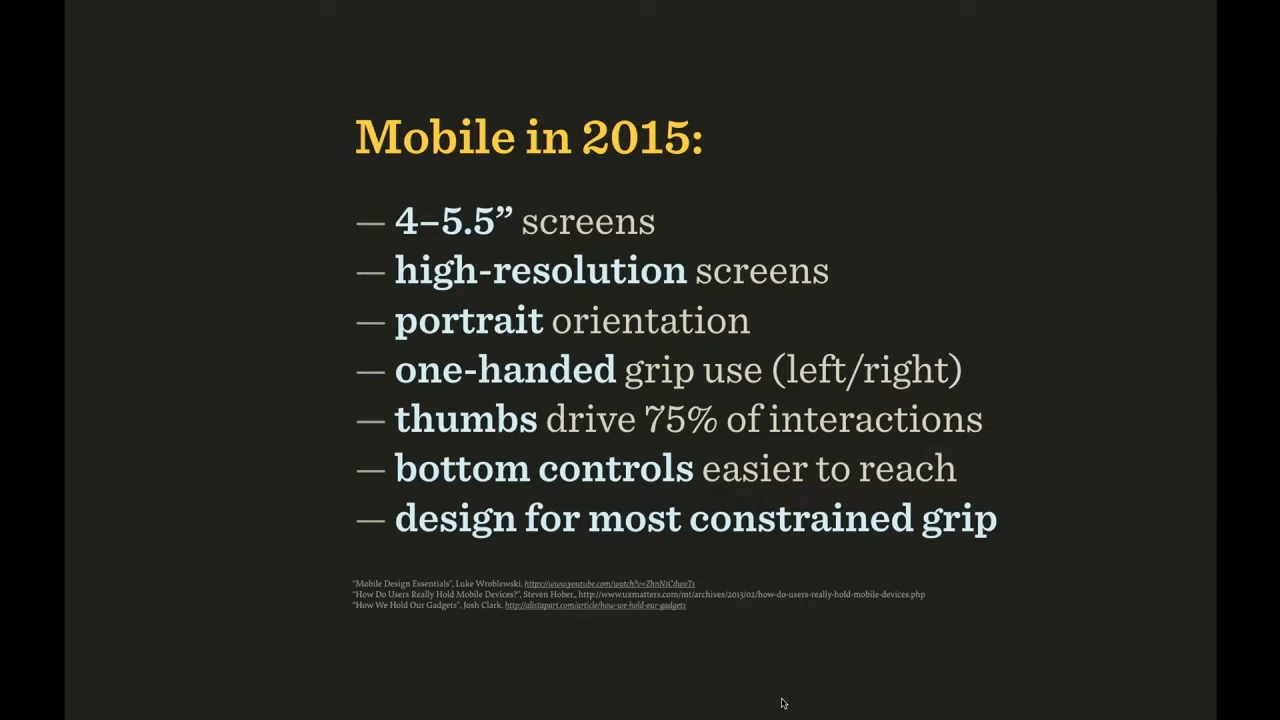 Mobile in 2015:
— 4–5.5” screens
— high-resolution screens
— portrait orientation
— one-handed grip use (left/right)
— thumbs drive 75% of interactions
— bottom controls easier to reach
— design for most constrained grip
“Mobile Design Essentials”, Luke Wroblewski,
“How Do Users Really Hold Mobile Devices?”, Steven Hober,, http://www.uxmatters.com/mt/archives/2013/02/how-do-users-really-hold-mobile-devices.php
“How We Hold Our Gadgets”, Josh Clark, http://alistapart.com/article/how-we-hold-our-gadgets